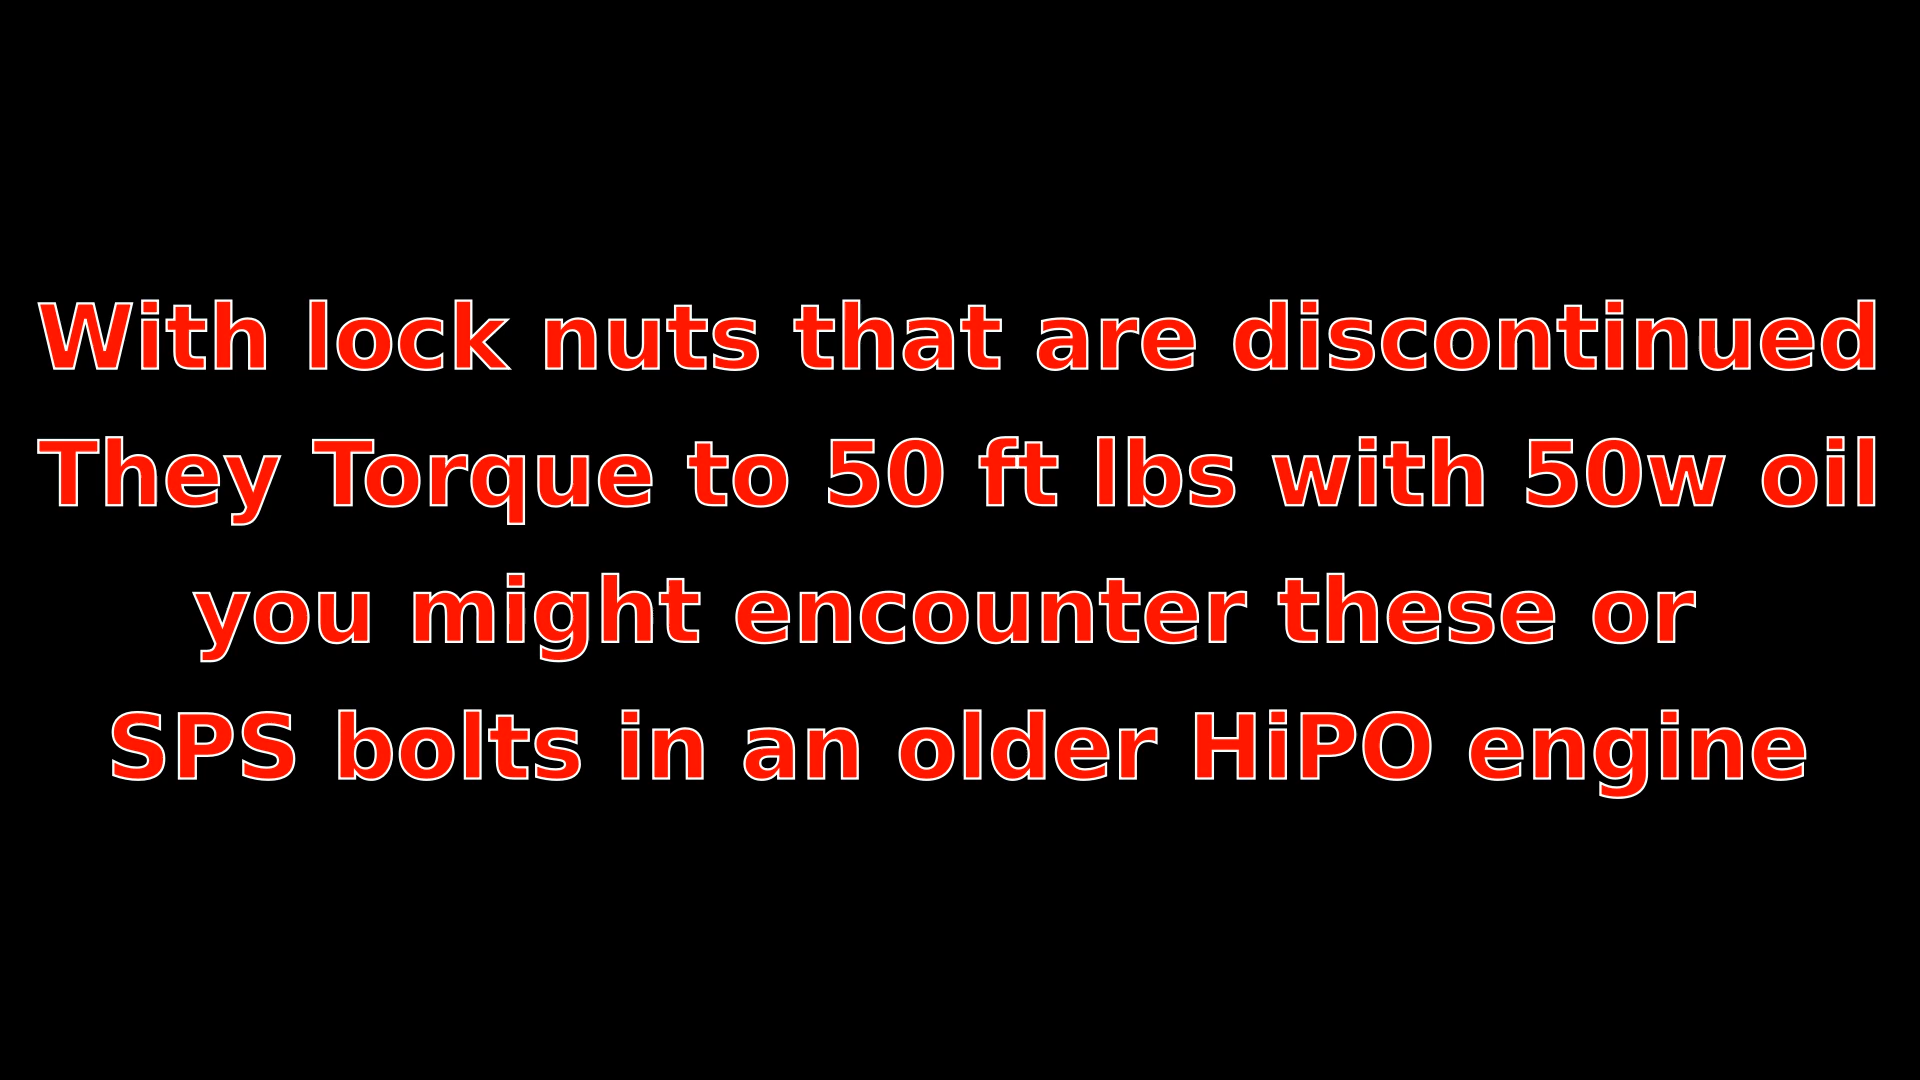 With lock nuts that are discontinued
They Torque to 50 ft lbs with 50w oil
you might encounter these or
SPS bolts in an older HiPO engine